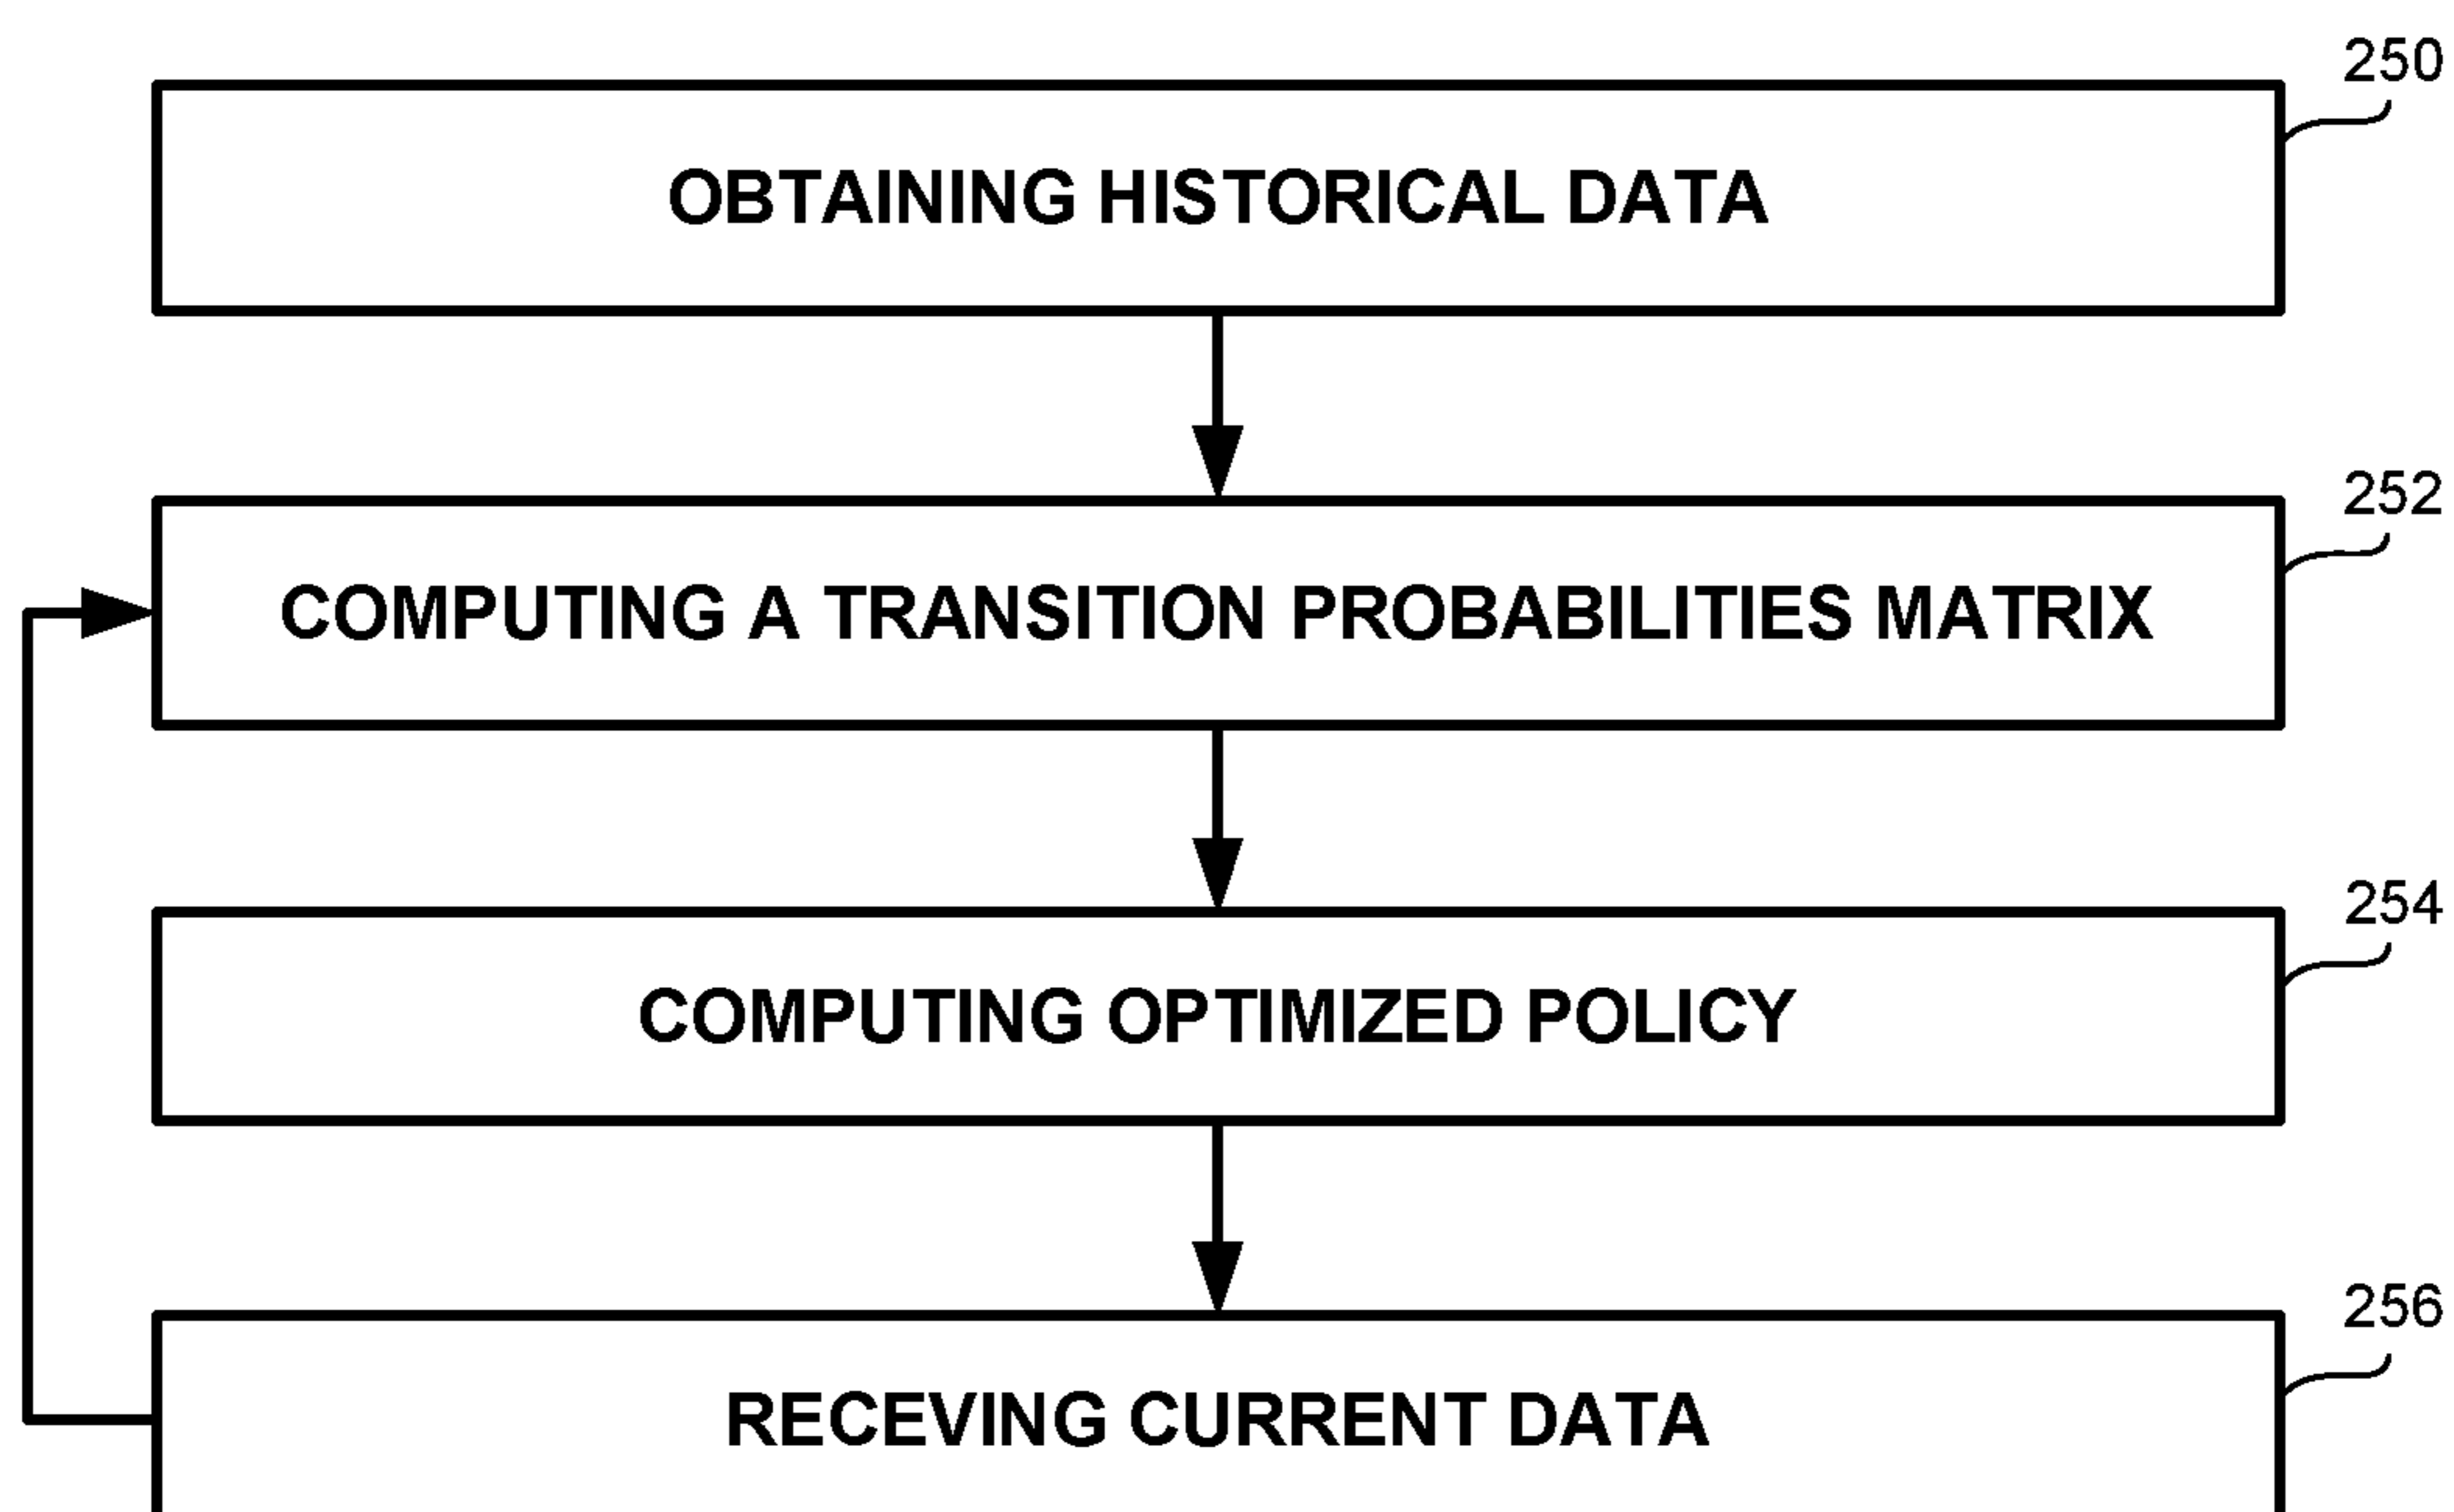 250
OBTAINING HISTORICAL DATA
252
COMPUTING A TRANSITION PROBABILITIES MATRIX
254
COMPUTING OPTIMIZED POLICY
256
RECEVING CURRENT DATA